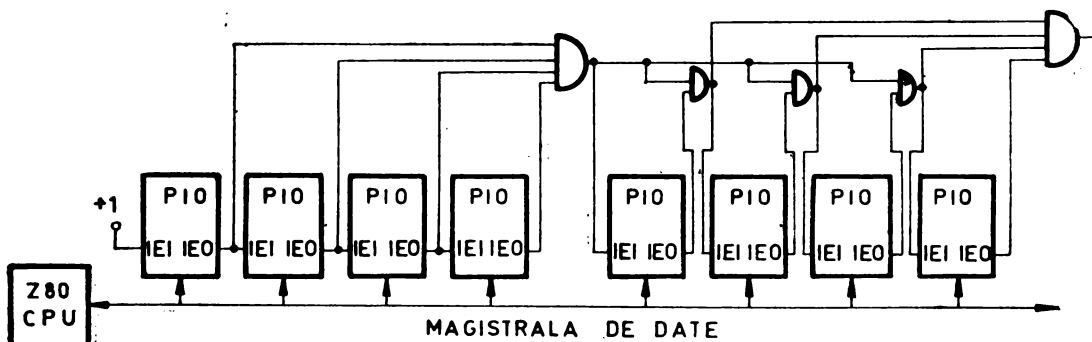 PIO PIO PIO PIO PIO PIO PIO PIO
+1
IEI IEO IEI IEO IEI IEO IEI IEO IEI IEO IEI IEO IEI IEO IEI IEO
Z80
CPU
MAGISTRALA DE DATE